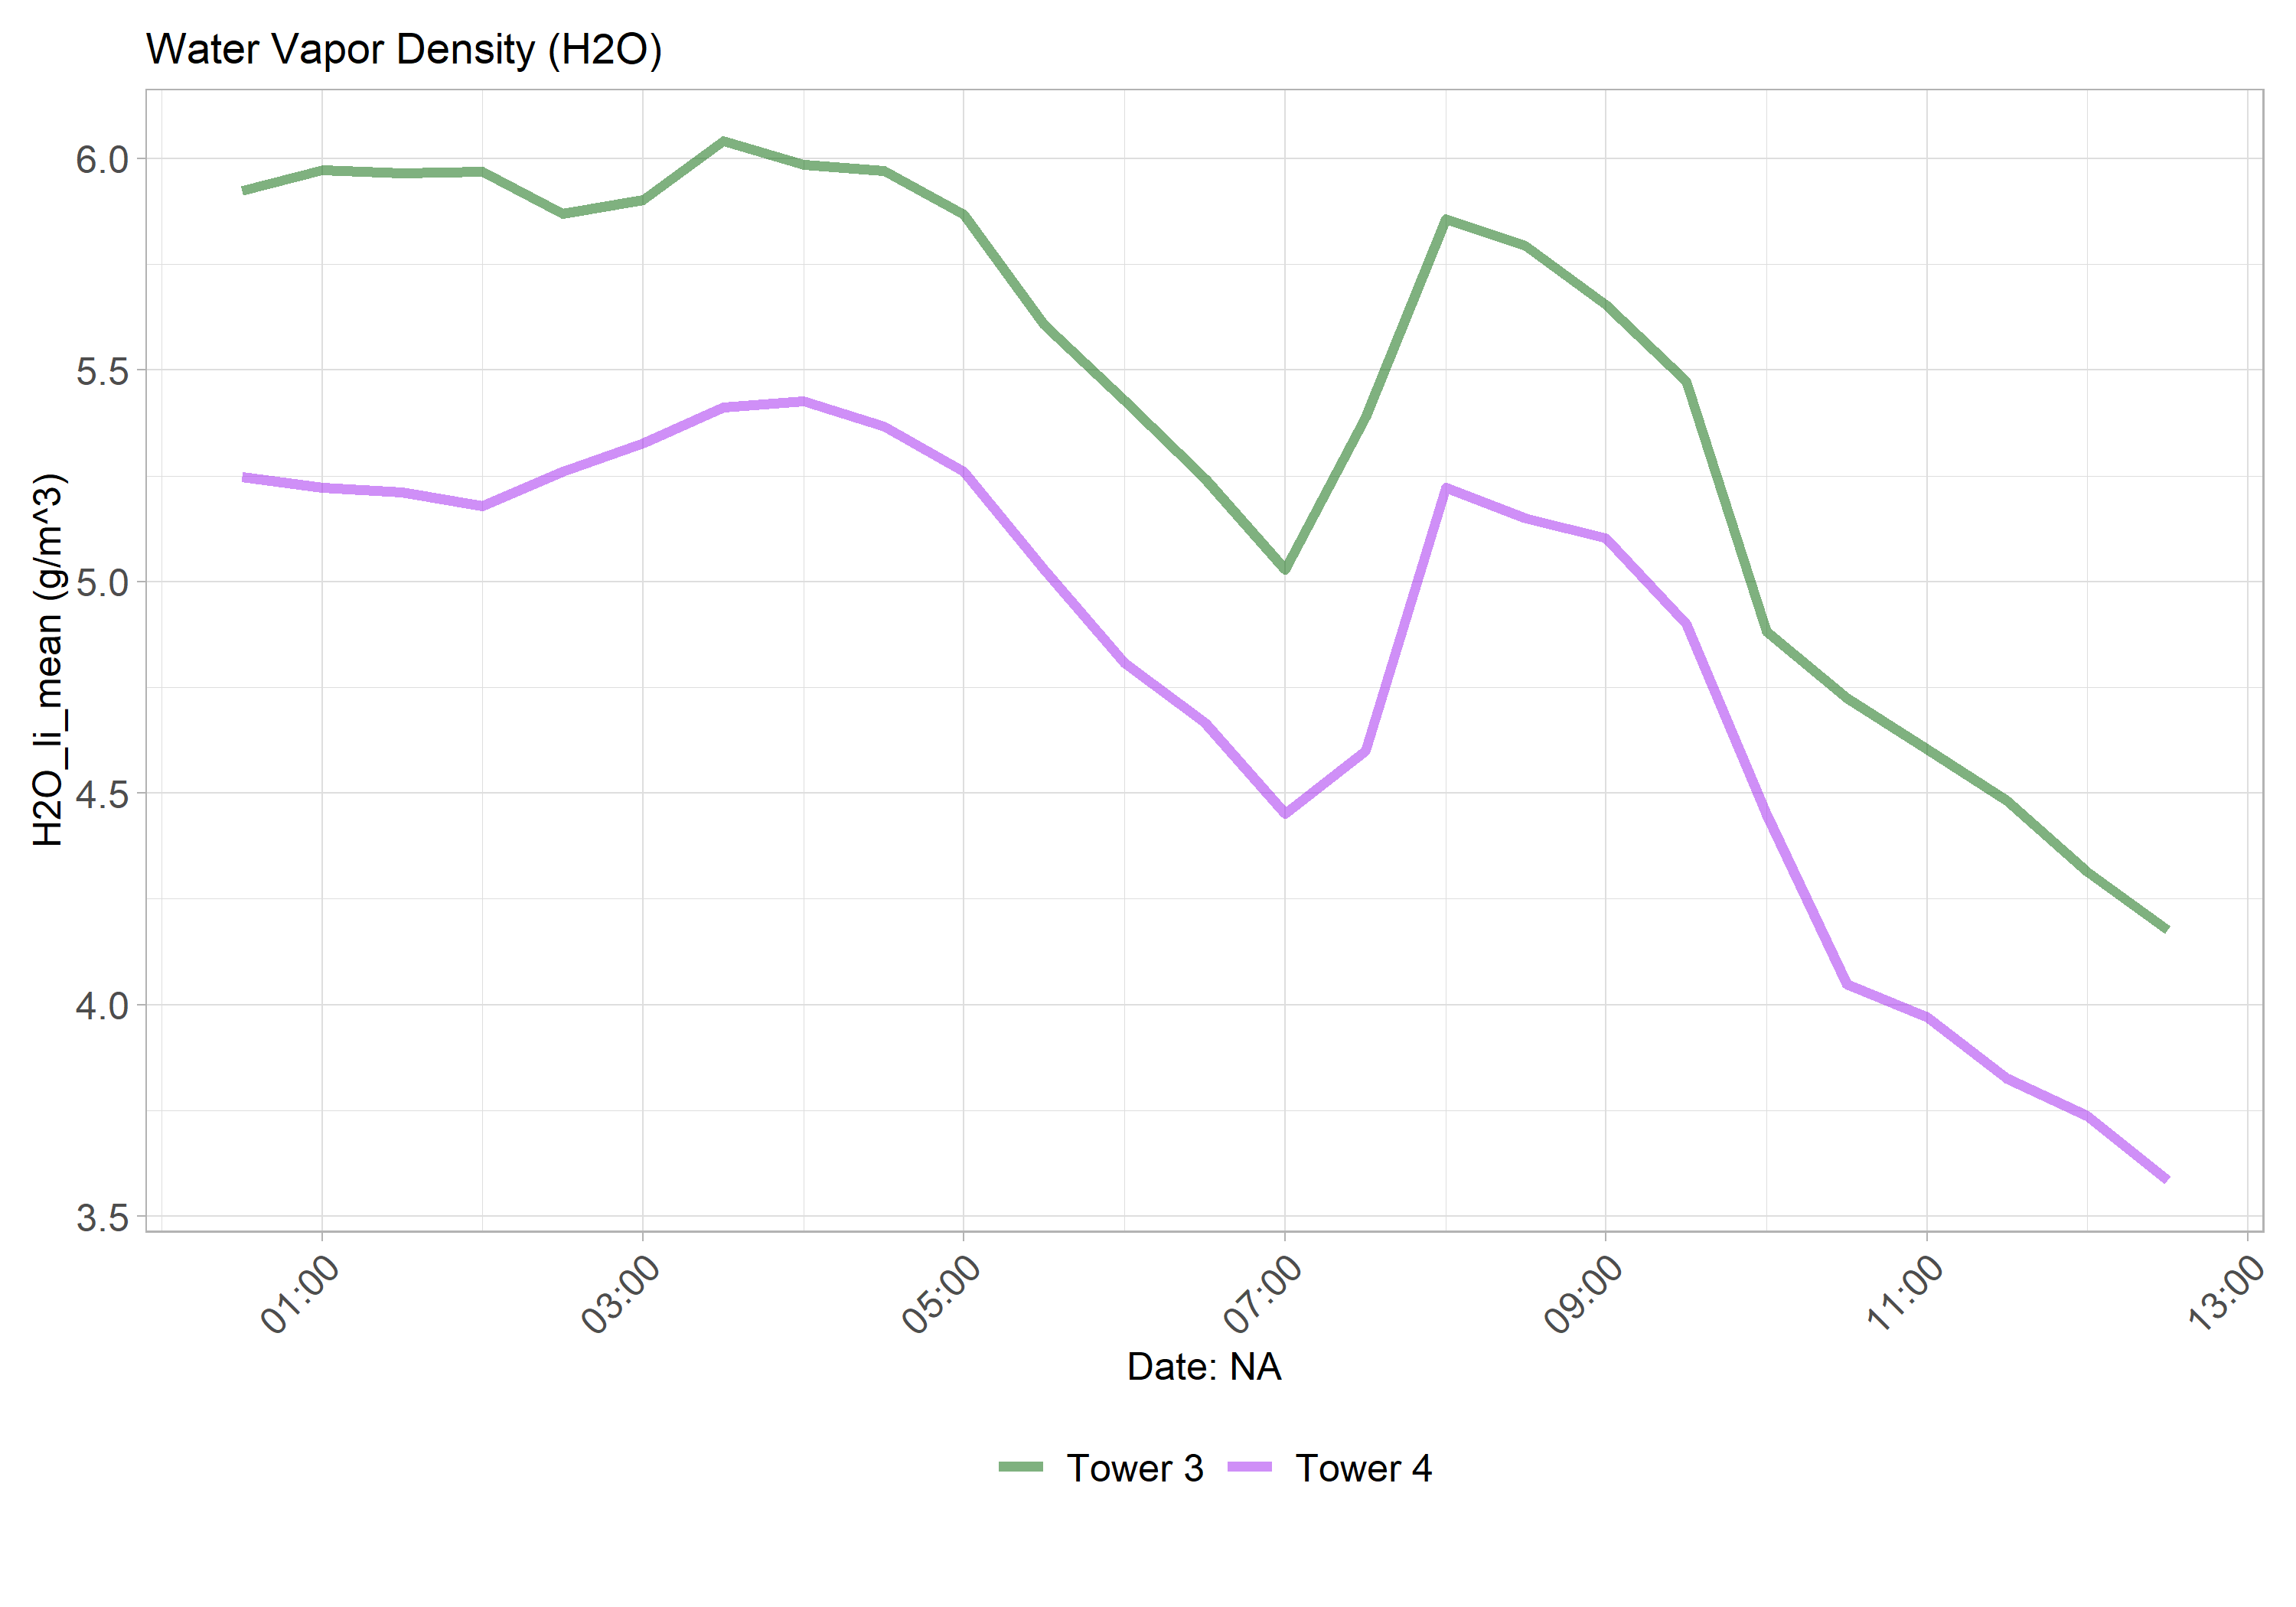 Water Vapor Density (H2O)
H2O_li_mean (g/m^3)
6.0
5.5
5.0
4.5
4.0
3.5
01:00
03:00
05:00
07:00
09:00
11:00
13:00
Date: NA
Tower 3
Tower 4